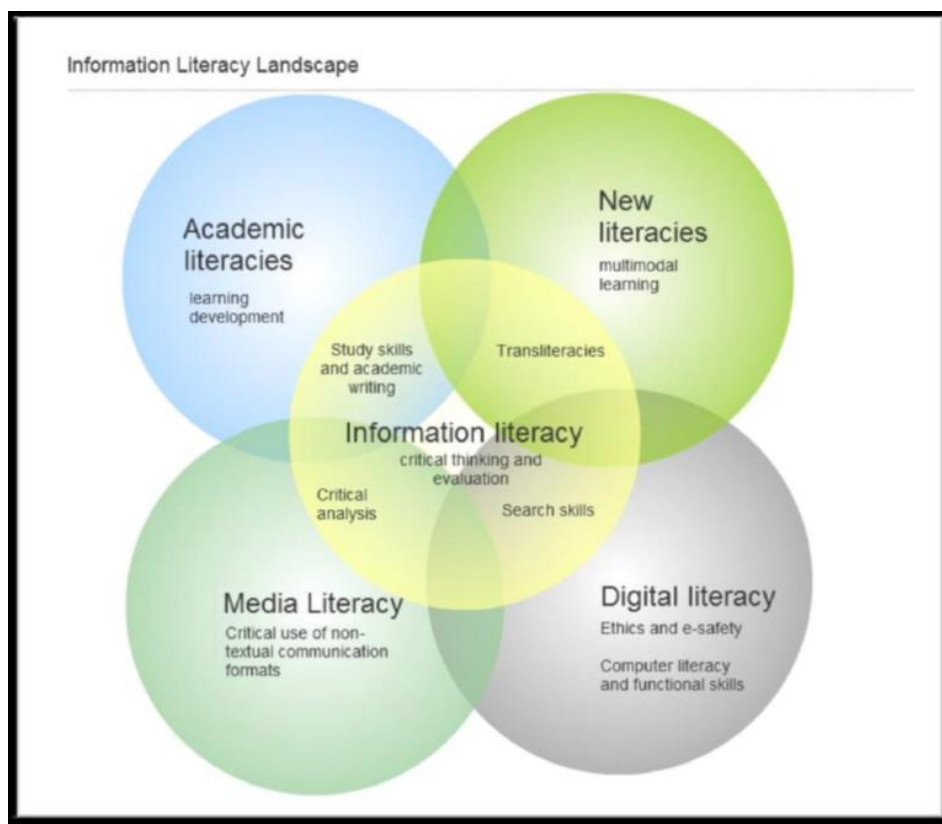 Information Literacy Landscape
Academic
literacies
learning
development
New
literacies
multimodal
learning
Study skills
and academic
writing
Transliteracies
Information literacy
critical thinking and
evaluation
Critical
analysis
Search skills
Media Literacy
Critical use of non-
textual communication
formats
Digital literacy
Ethics and e-safety
Computer literacy
and functional skills